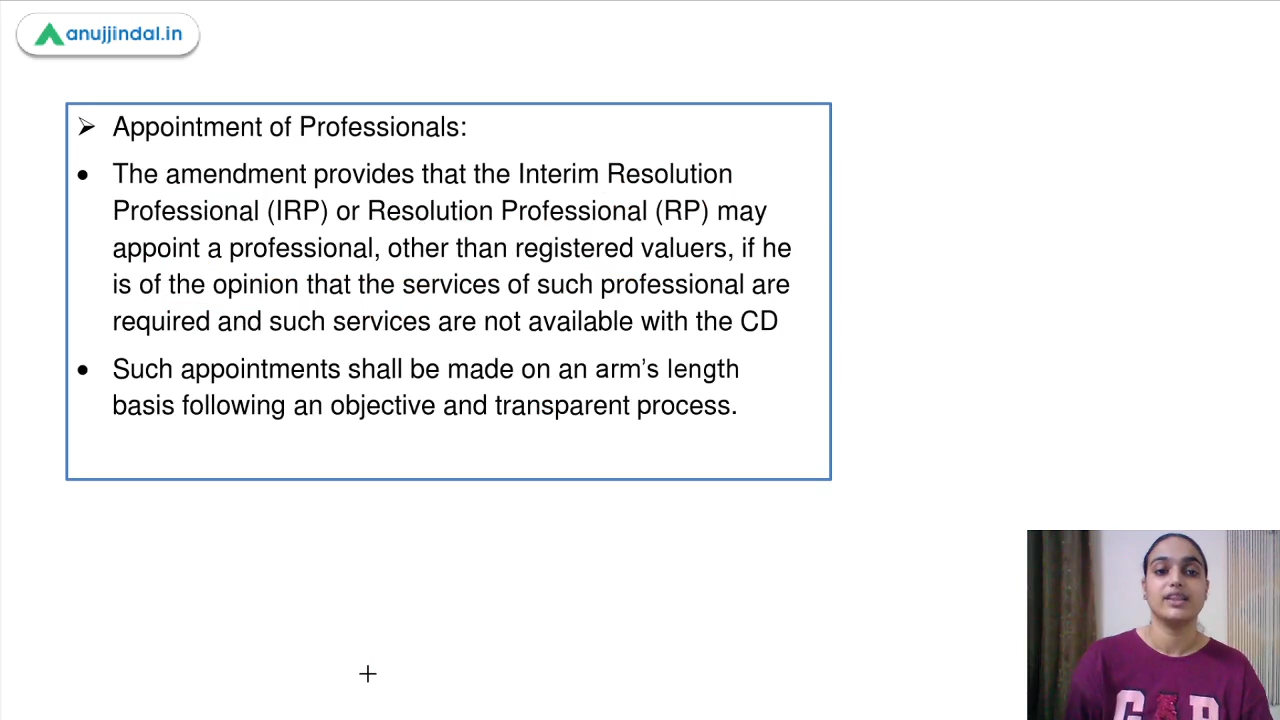 anujjindal.in
➢ Appointment of Professionals:
• The amendment provides that the Interim Resolution
Professional (IRP) or Resolution Professional (RP) may
appoint a professional, other than registered valuers, if he
is of the opinion that the services of such professional are
required and such services are not available with the CD
• Such appointments shall be made on an arm's length
basis following an objective and transparent process.
GAP